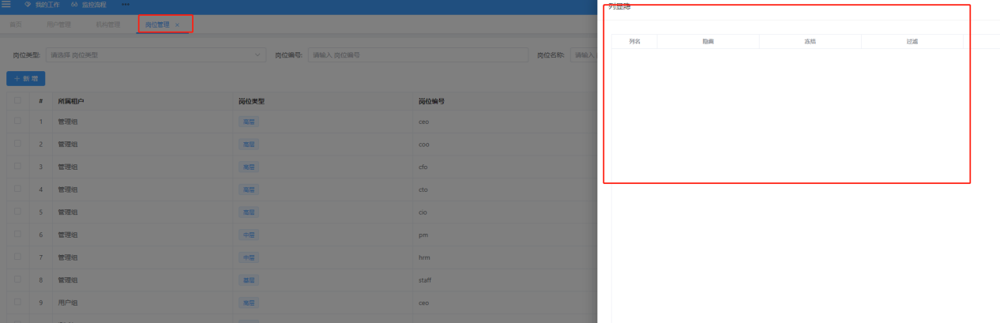 我的工作 监控流程 •••
首页 用户管理 机构管理 岗位管理 ×
列显隐
岗位类型: 请选择 岗位类型 岗位编号: 请输入 岗位编号 岗位名称: 请输入
列名 隐藏 冻结 过滤
+ 新 增
# 所属租户 岗位类型 岗位编号
1 管理组 高层 ceo
2 管理组 高层 coo
3 管理组 高层 cfo
4 管理组 高层 cto
5 管理组 高层 cio
6 管理组 中层 pm
7 管理组 中层 hrm
8 管理组 基层 staff
9 用户组 高层 ceo